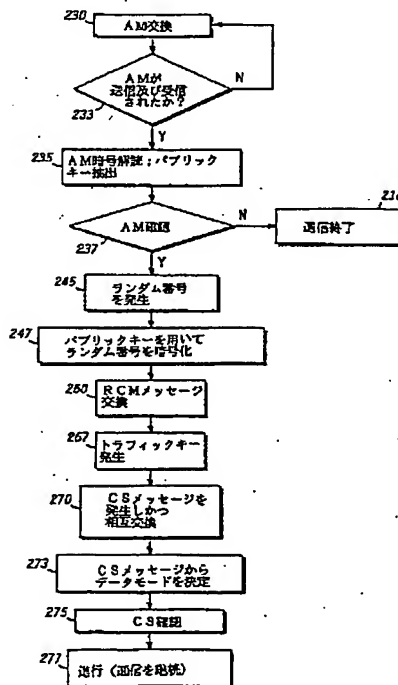 230
AM交換
AMが
送信及び受信
されたか?
N
233
Y
235
AM暗号解読;パブリック
キー抽出
237
AM確認
N
送信終了
Y
245
ランダム番号
を発生
247
パブリックキーを用いて
ランダム番号を暗号化
260
RCMメッセージ
交換
267
トラフィックキー
発生
270
CSメッセージを
発生しかつ
相互交換
273
CSメッセージから
データモードを決定
275
CS確認
277
進行(通信を継続)